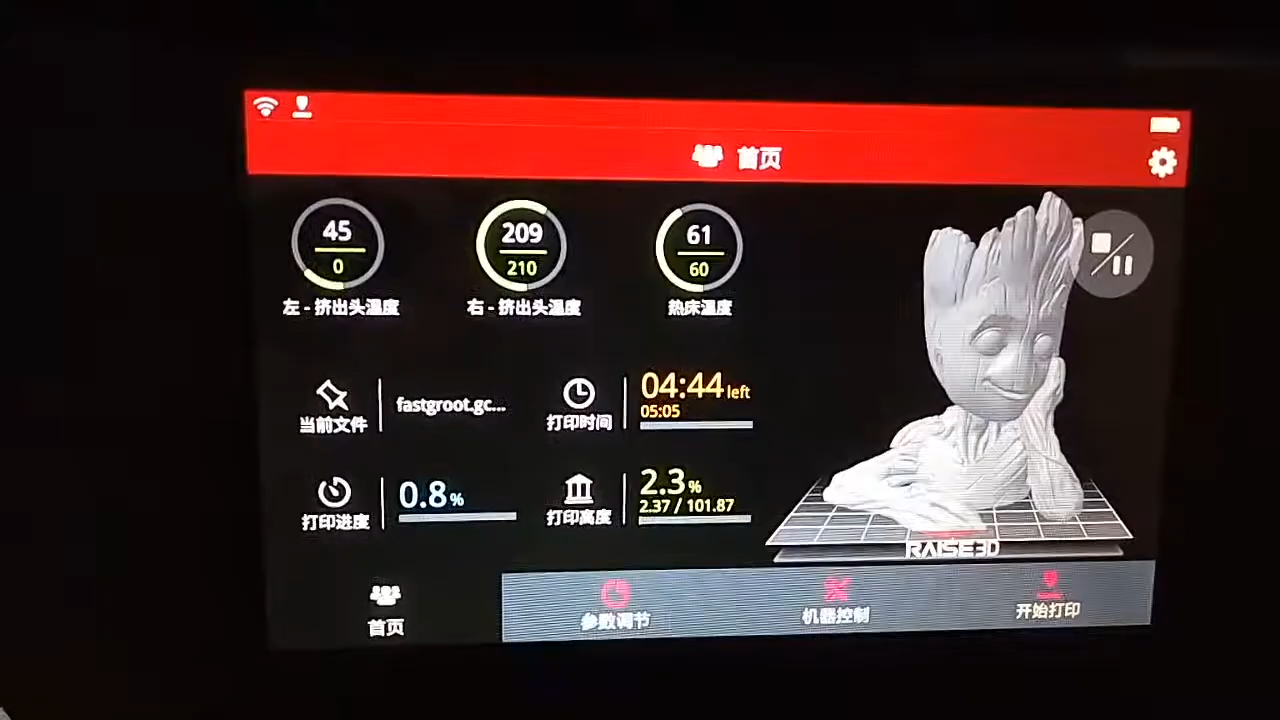 首页
45
0
左 - 挤出头温度
209
210
右 - 挤出头温度
61
60
热床温度
当前文件
fastgroot.gc...
打印时间
04:44 left
05:05
打印进度
0.8 %
打印高度
2.3 %
2.37 / 101.87
RAISE3D
首页
参数调节
机器控制
开始打印